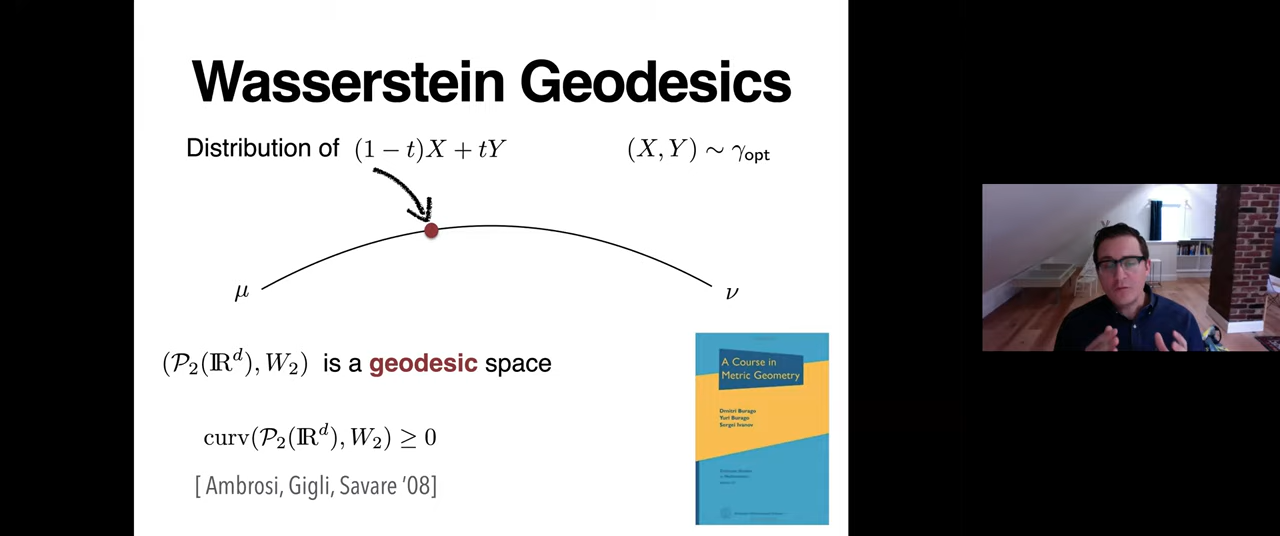 Wasserstein Geodesics
Distribution of (1 − t)X + tY
(X, Y) ∼ γopt
μ
ν
(𝒫₂(ℝᵈ), W₂) is a geodesic space
curv(𝒫₂(ℝᵈ), W₂) ≥ 0
[ Ambrosi, Gigli, Savare ’08]
A Course in
Metric Geometry
Dmitri Burago
Yuri Burago
Sergei Ivanov